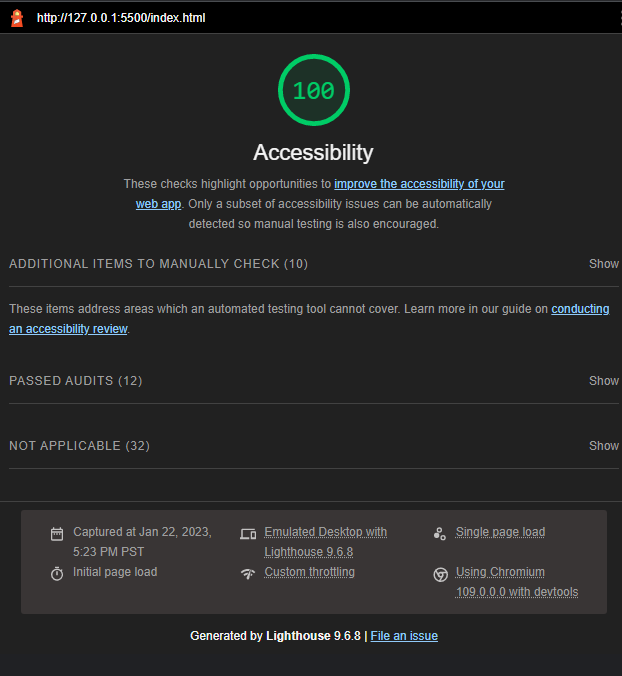 http://127.0.0.1:5500/index.html
100
Accessibility
These checks highlight opportunities to improve the accessibility of your
web app. Only a subset of accessibility issues can be automatically
detected so manual testing is also encouraged.
ADDITIONAL ITEMS TO MANUALLY CHECK (10) Show
These items address areas which an automated testing tool cannot cover. Learn more in our guide on conducting
an accessibility review.
PASSED AUDITS (12) Show
NOT APPLICABLE (32) Show
Captured at Jan 22, 2023,
5:23 PM PST
Emulated Desktop with
Lighthouse 9.6.8
Single page load
Initial page load
Custom throttling
Using Chromium
109.0.0.0 with devtools
Generated by Lighthouse 9.6.8 | File an issue